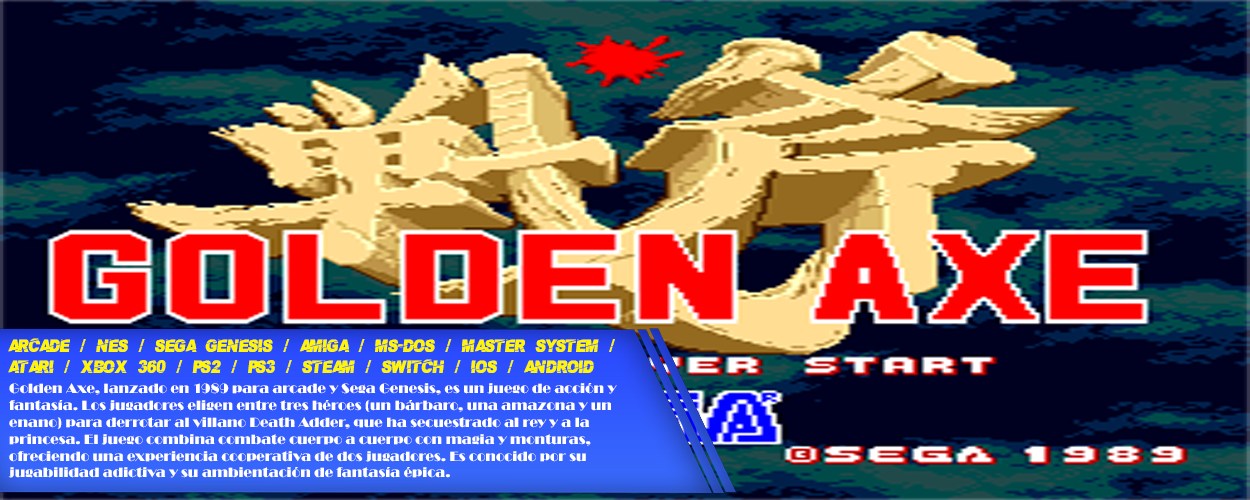 戦斧
GOLDEN AXE
ARCADE / NES / SEGA GENESIS / AMIGA / MS-DOS / MASTER SYSTEM /
ATARI / XBOX 360 / PS2 / PS3 / STEAM / SWITCH / IOS / ANDROID
Golden Axe, lanzado en 1989 para arcade y Sega Genesis, es un juego de acción y
fantasía. Los jugadores eligen entre tres héroes (un bárbaro, una amazona y un
enano) para derrotar al villano Death Adder, que ha secuestrado al rey y a la
princesa. El juego combina combate cuerpo a cuerpo con magia y monturas,
ofreciendo una experiencia cooperativa de dos jugadores. Es conocido por su
jugabilidad adictiva y su ambientación de fantasía épica.
ER START
A
©SEGA 1989